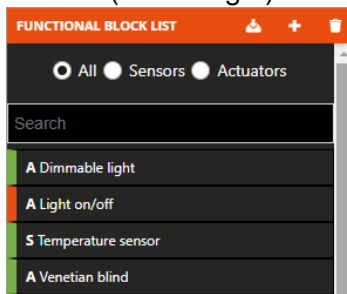 FUNCTIONAL BLOCK LIST
All Sensors Actuators
Search
A Dimmable light
A Light on/off
S Temperature sensor
A Venetian blind